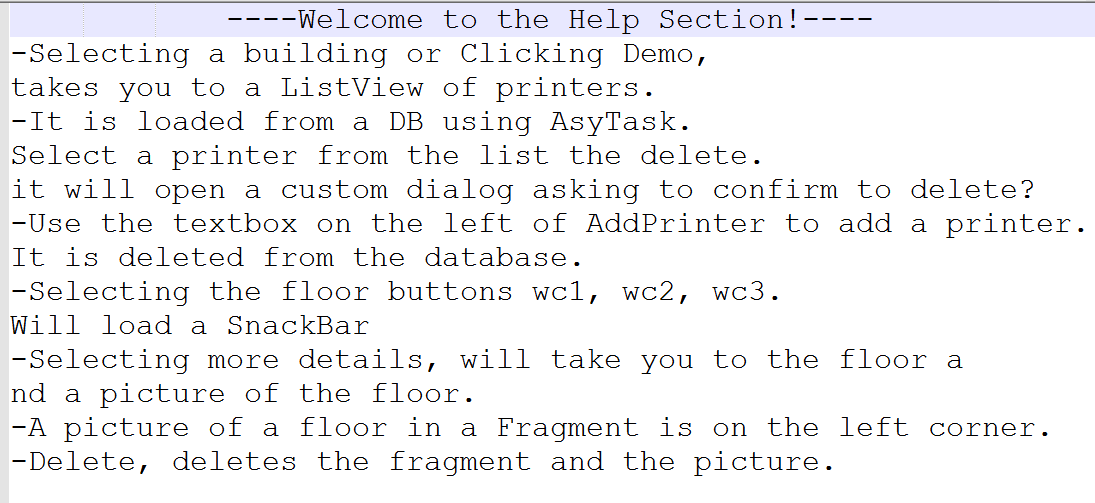 ----Welcome to the Help Section!----
-Selecting a building or Clicking Demo,
takes you to a ListView of printers.
-It is loaded from a DB using AsyTask.
Select a printer from the list the delete.
it will open a custom dialog asking to confirm to delete?
-Use the textbox on the left of AddPrinter to add a printer.
It is deleted from the database.
-Selecting the floor buttons wc1, wc2, wc3.
Will load a SnackBar
-Selecting more details, will take you to the floor a
nd a picture of the floor.
-A picture of a floor in a Fragment is on the left corner.
-Delete, deletes the fragment and the picture.